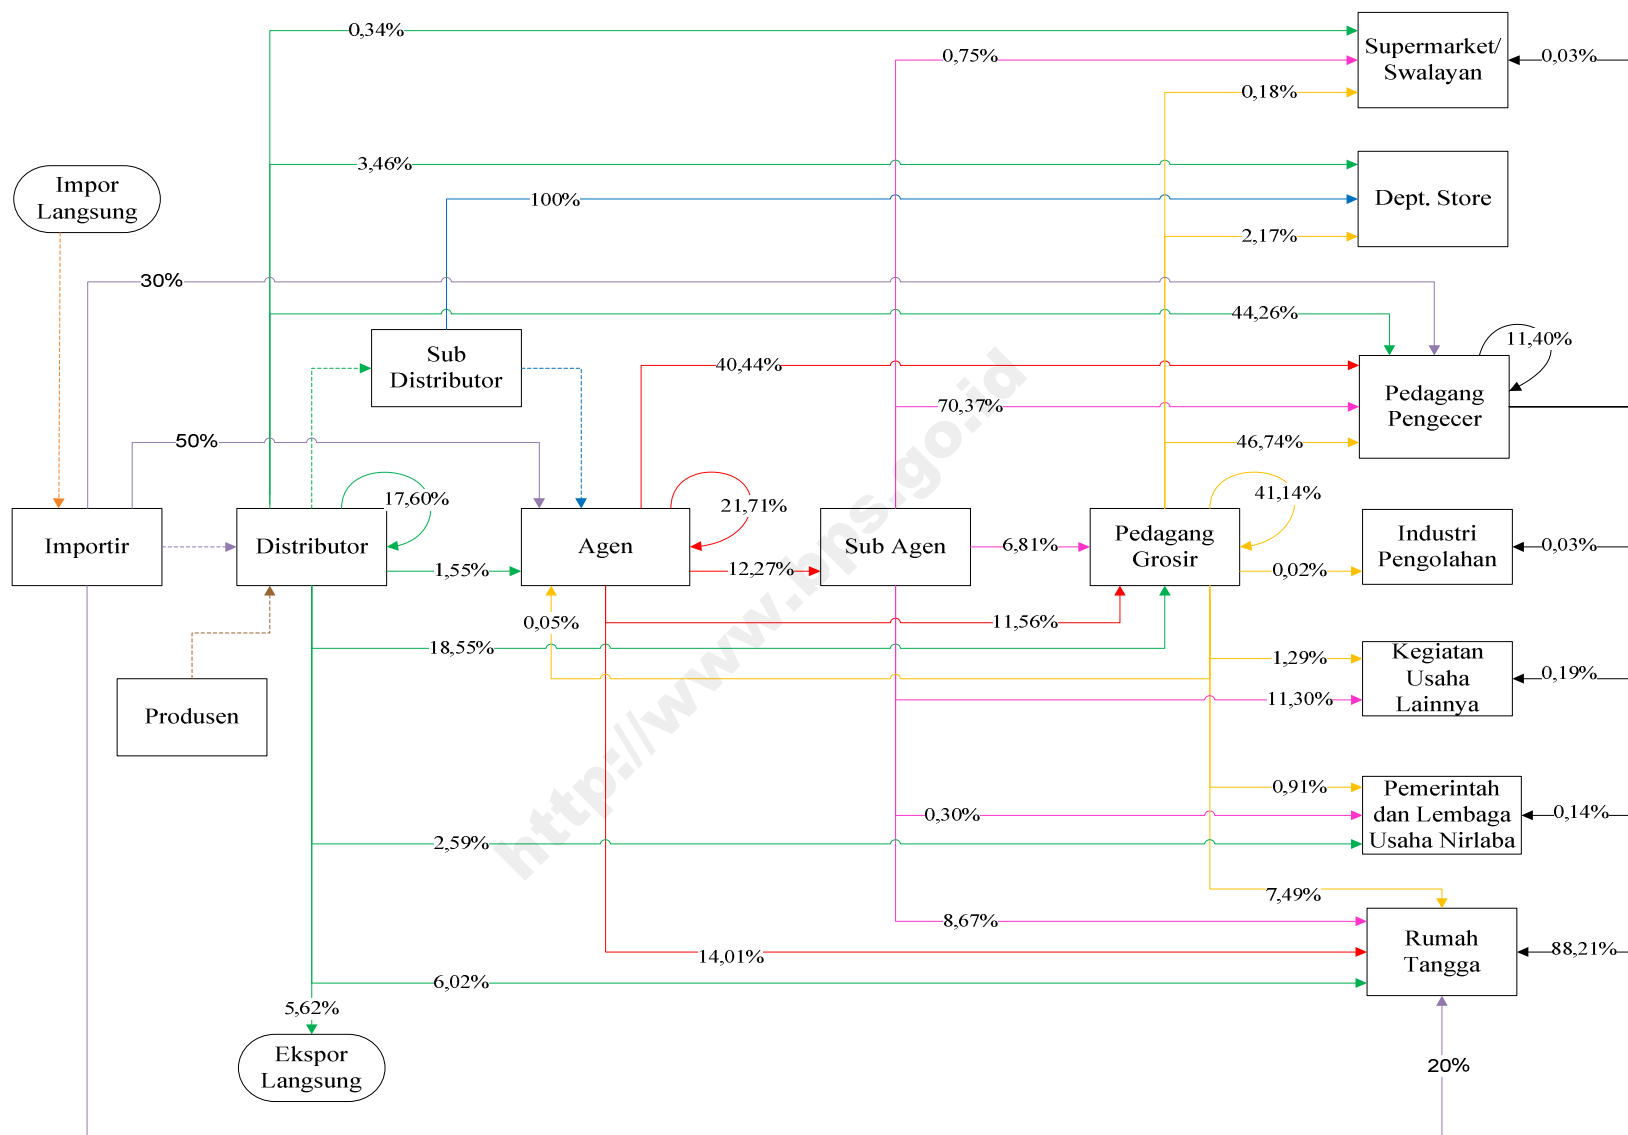 0,34%
Supermarket/
Swalayan
0,75%
0,03%
0,18%
3,46%
Impor
Langsung
100%
Dept. Store
2,17%
30%
44,26%
Sub
Distributor
11,40%
40,44%
Pedagang
Pengecer
70,37%
50%
46,74%
17,60%
21,71%
41,14%
Importir
Distributor
Agen
Sub Agen
6,81%
Pedagang
Grosir
Industri
Pengolahan
0,03%
1,55%
12,27%
0,02%
0,05%
11,56%
18,55%
1,29%
Kegiatan
Usaha
Lainnya
0,19%
11,30%
Produsen
0,91%
Pemerintah
dan Lembaga
Usaha Nirlaba
0,30%
0,14%
2,59%
7,49%
8,67%
Rumah
Tangga
88,21%
14,01%
6,02%
5,62%
Ekspor
Langsung
20%
http://www.bps.go.id